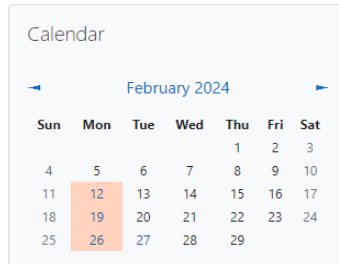 Calendar
◄ February 2024 ►
Sun Mon Tue Wed Thu Fri Sat
1 2 3
4 5 6 7 8 9 10
11 12 13 14 15 16 17
18 19 20 21 22 23 24
25 26 27 28 29